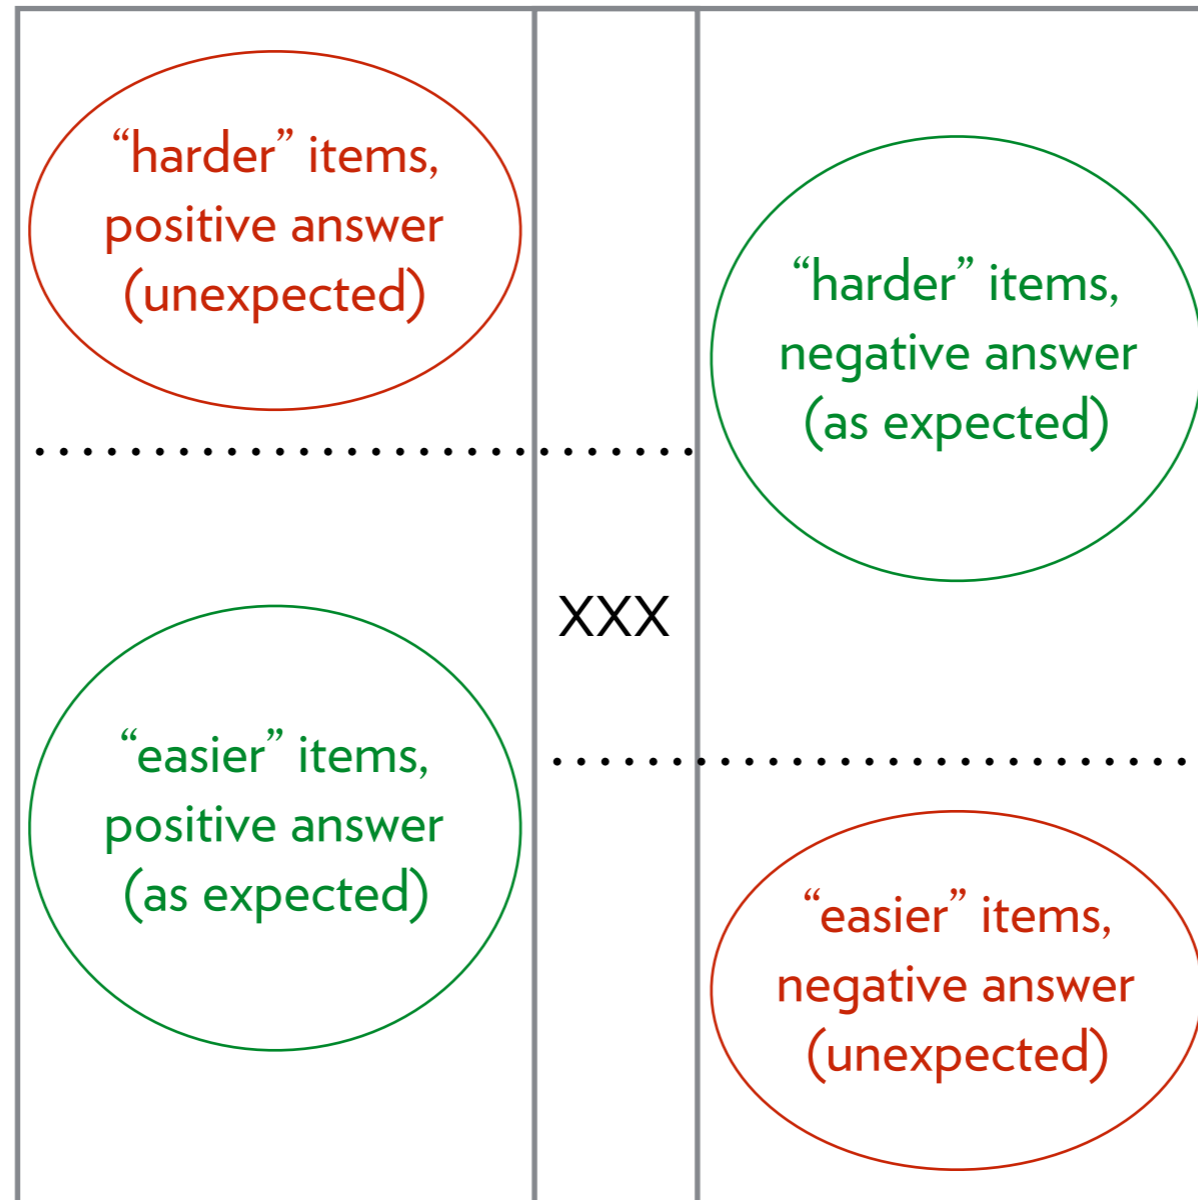 “harder” items,
positive answer
(unexpected)
“harder” items,
negative answer
(as expected)
XXX
“easier” items,
positive answer
(as expected)
“easier” items,
negative answer
(unexpected)